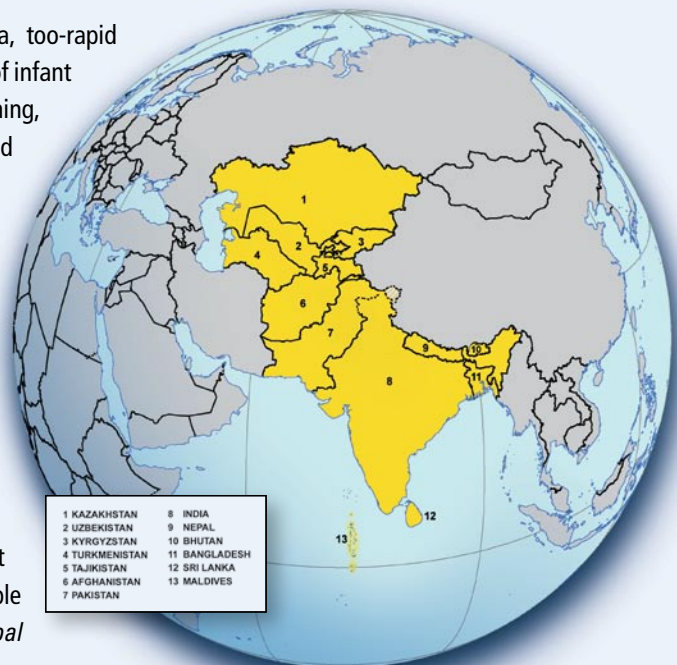 a, too-rapid
of infant
ning,
d
1
2
3
4
5
6
7
8
9
10
11
12
13
1 KAZAKHSTAN
2 UZBEKISTAN
3 KYRGYZSTAN
4 TURKMENISTAN
5 TAJIKISTAN
6 AFGHANISTAN
7 PAKISTAN
8 INDIA
9 NEPAL
10 BHUTAN
11 BANGLADESH
12 SRI LANKA
13 MALDIVES
t
ple
bal